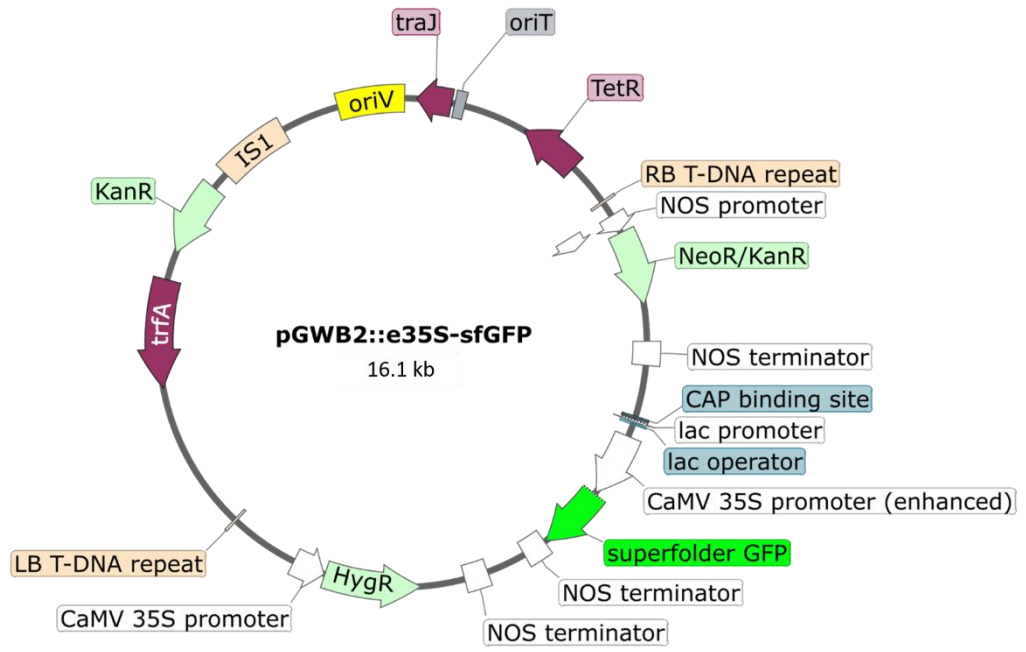 traJ
oriT
TetR
oriV
IS1
KanR
RB T-DNA repeat
NOS promoter
NeoR/KanR
trfA
pGWB2::e35S-sfGFP
16.1 kb
NOS terminator
CAP binding site
lac promoter
lac operator
CaMV 35S promoter (enhanced)
superfolder GFP
LB T-DNA repeat
HygR
NOS terminator
CaMV 35S promoter
NOS terminator